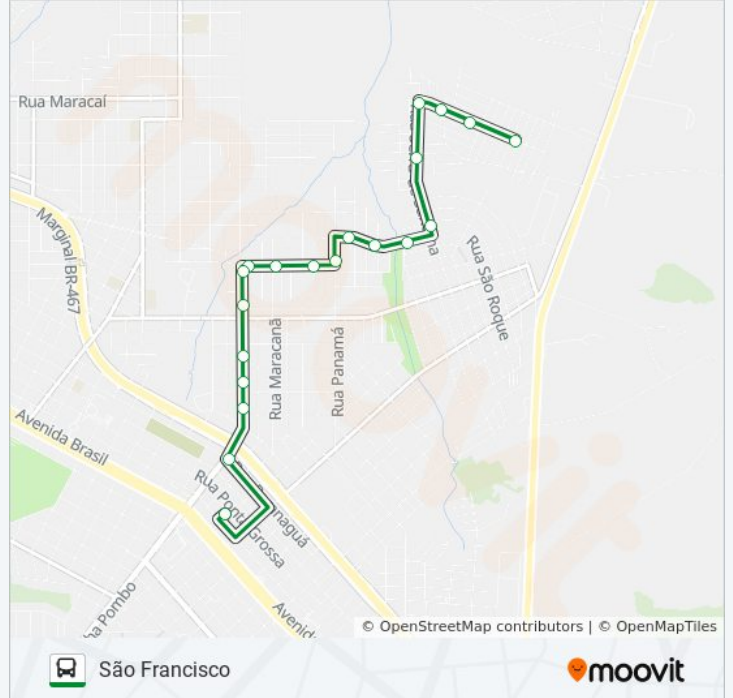 Rua Maracaí
Marginal BR-467
Rua São Roque
Rua Maracanã
Rua Panamá
Avenida Brasil
Rua Ponta Grossa
Avenid
© OpenStreetMap contributors | © OpenMapTiles
São Francisco
moovit